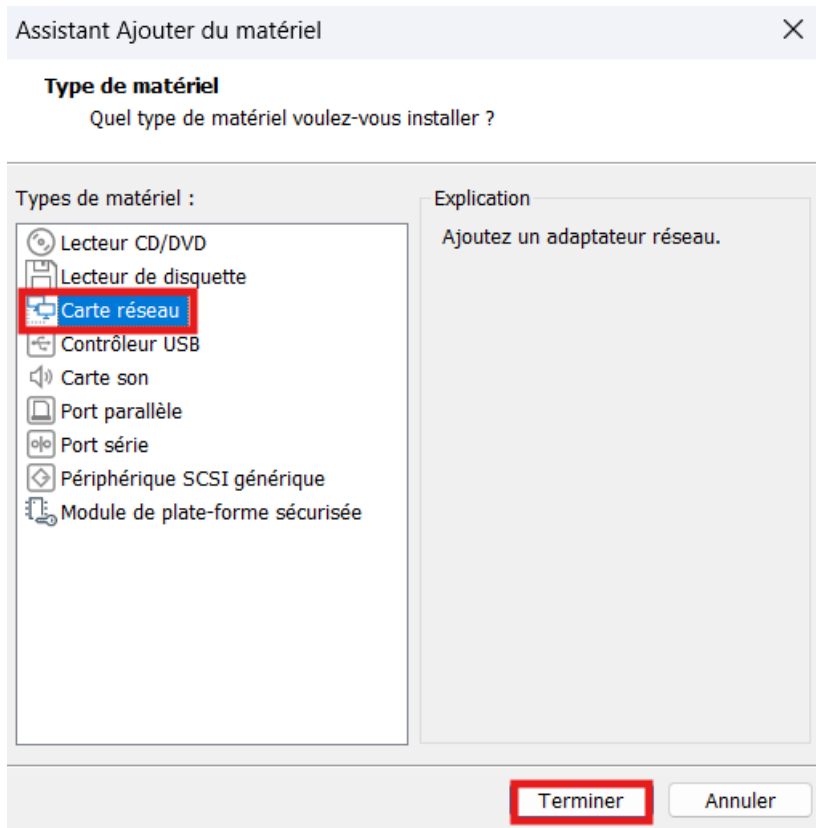 Assistant Ajouter du matériel
Type de matériel
Quel type de matériel voulez-vous installer ?
Types de matériel :
Lecteur CD/DVD
Lecteur de disquette
Carte réseau
Contrôleur USB
Carte son
Port parallèle
Port série
Périphérique SCSI générique
Module de plate-forme sécurisée
Explication
Ajoutez un adaptateur réseau.
Terminer
Annuler